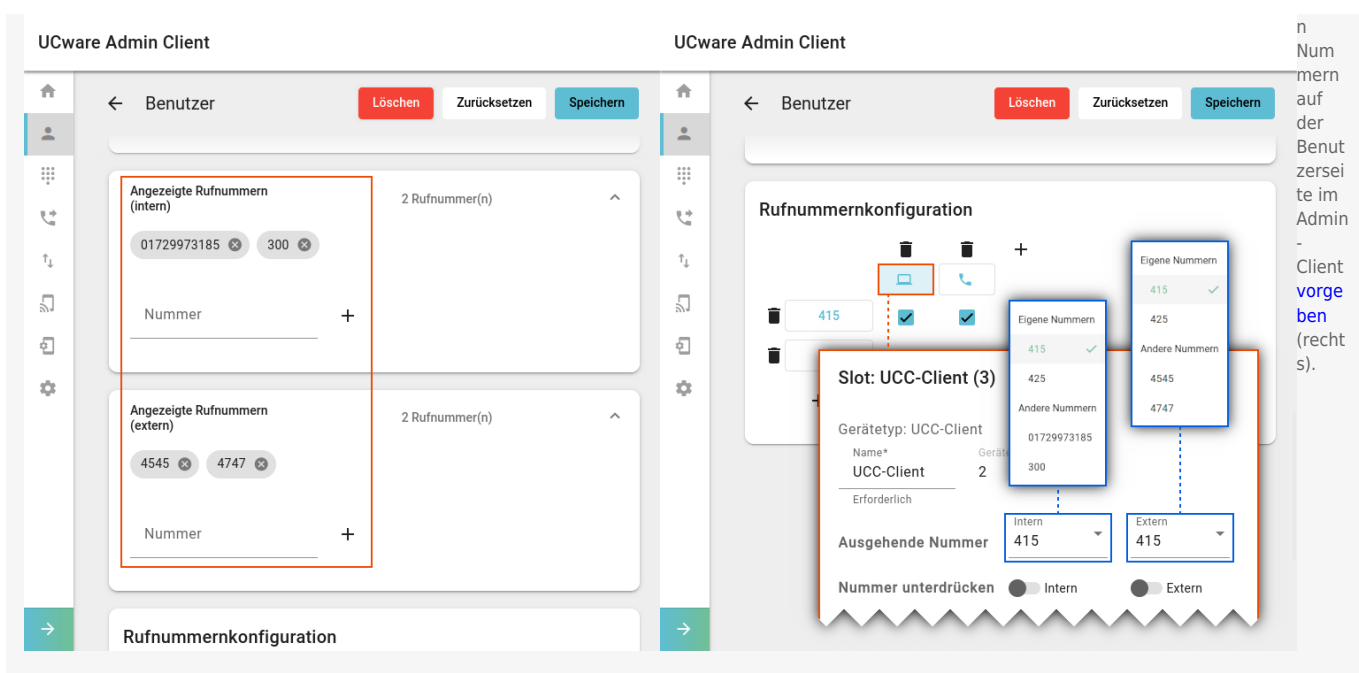 UCware Admin Client
Benutzer
Löschen
Zurücksetzen
Speichern
Angezeigte Rufnummern
(intern)
2 Rufnummer(n)
01729973185
300
Nummer
Angezeigte Rufnummern
(extern)
2 Rufnummer(n)
4545
4747
Nummer
Rufnummernkonfiguration
UCware Admin Client
Benutzer
Löschen
Zurücksetzen
Speichern
Rufnummernkonfiguration
415
Eigene Nummern
415
425
Andere Nummern
4545
4747
Eigene Nummern
415
425
Andere Nummern
01729973185
300
Slot: UCC-Client (3)
Gerätetyp: UCC-Client
Name*
UCC-Client
Erforderlich
2
Ausgehende Nummer
Intern
415
Extern
415
Nummer unterdrücken
Intern
Extern
n
Num
mern
auf
der
Benut
zersei
te im
Admin
-
Client
vorge
ben
(recht
s).